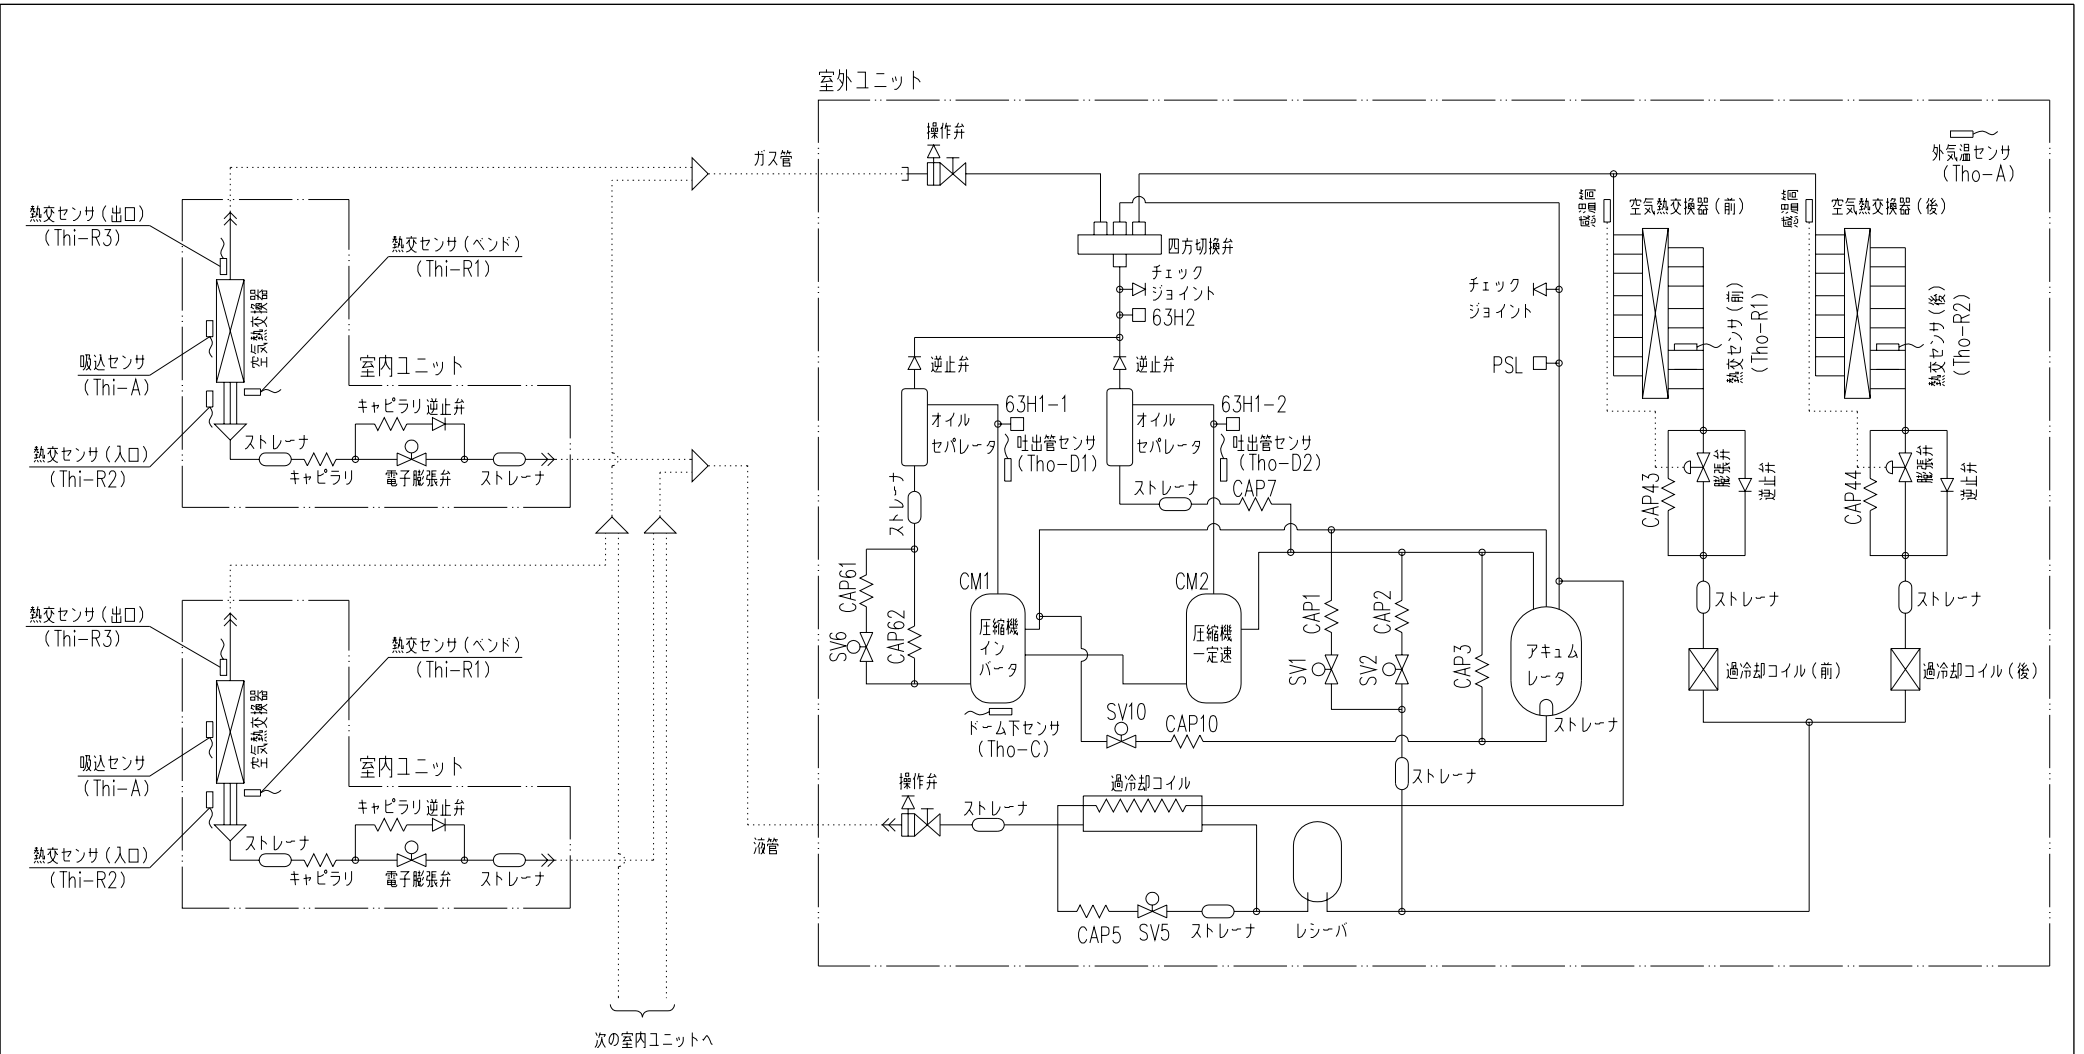 室外ユニット
操作弁
ガス管
外気温センサ
(Tho-A)
熱交センサ(出口)
(Thi-R3)
熱交センサ(ベンド)
(Thi-R1)
空気熱交換器
吸込センサ
(Thi-A)
室内ユニット
熱交センサ(入口)
(Thi-R2)
ストレーナ
キャピラリ
キャピラリ 逆止弁
電子膨張弁
ストレーナ
四方切換弁
チェック
ジョイント
63H2
逆止弁
逆止弁
オイル
セパレータ
63H1-1
吐出管センサ
(Tho-D1)
オイル
セパレータ
63H1-2
吐出管センサ
(Tho-D2)
ストレーナ
ストレーナ
CAP7
チェック
ジョイント
PSL
感温筒
空気熱交換器(前)
熱交センサ(前)
(Tho-R1)
感温筒
空気熱交換器(後)
熱交センサ(後)
(Tho-R2)
CAP43
膨張弁
逆止弁
CAP44
膨張弁
逆止弁
ストレーナ
ストレーナ
過冷却コイル(前)
過冷却コイル(後)
CAP61
SV6
CAP62
CM1
圧縮機
イン
バータ
ドーム下センサ
(Tho-C)
CM2
圧縮機
一定速
SV10
CAP10
CAP1
SV1
CAP2
SV2
CAP3
アキュム
レータ
ストレーナ
ストレーナ
熱交センサ(出口)
(Thi-R3)
熱交センサ(ベンド)
(Thi-R1)
空気熱交換器
吸込センサ
(Thi-A)
室内ユニット
熱交センサ(入口)
(Thi-R2)
ストレーナ
キャピラリ
キャピラリ 逆止弁
電子膨張弁
ストレーナ
液管
操作弁
ストレーナ
過冷却コイル
CAP5
SV5
ストレーナ
レシーバ
次の室内ユニットへ